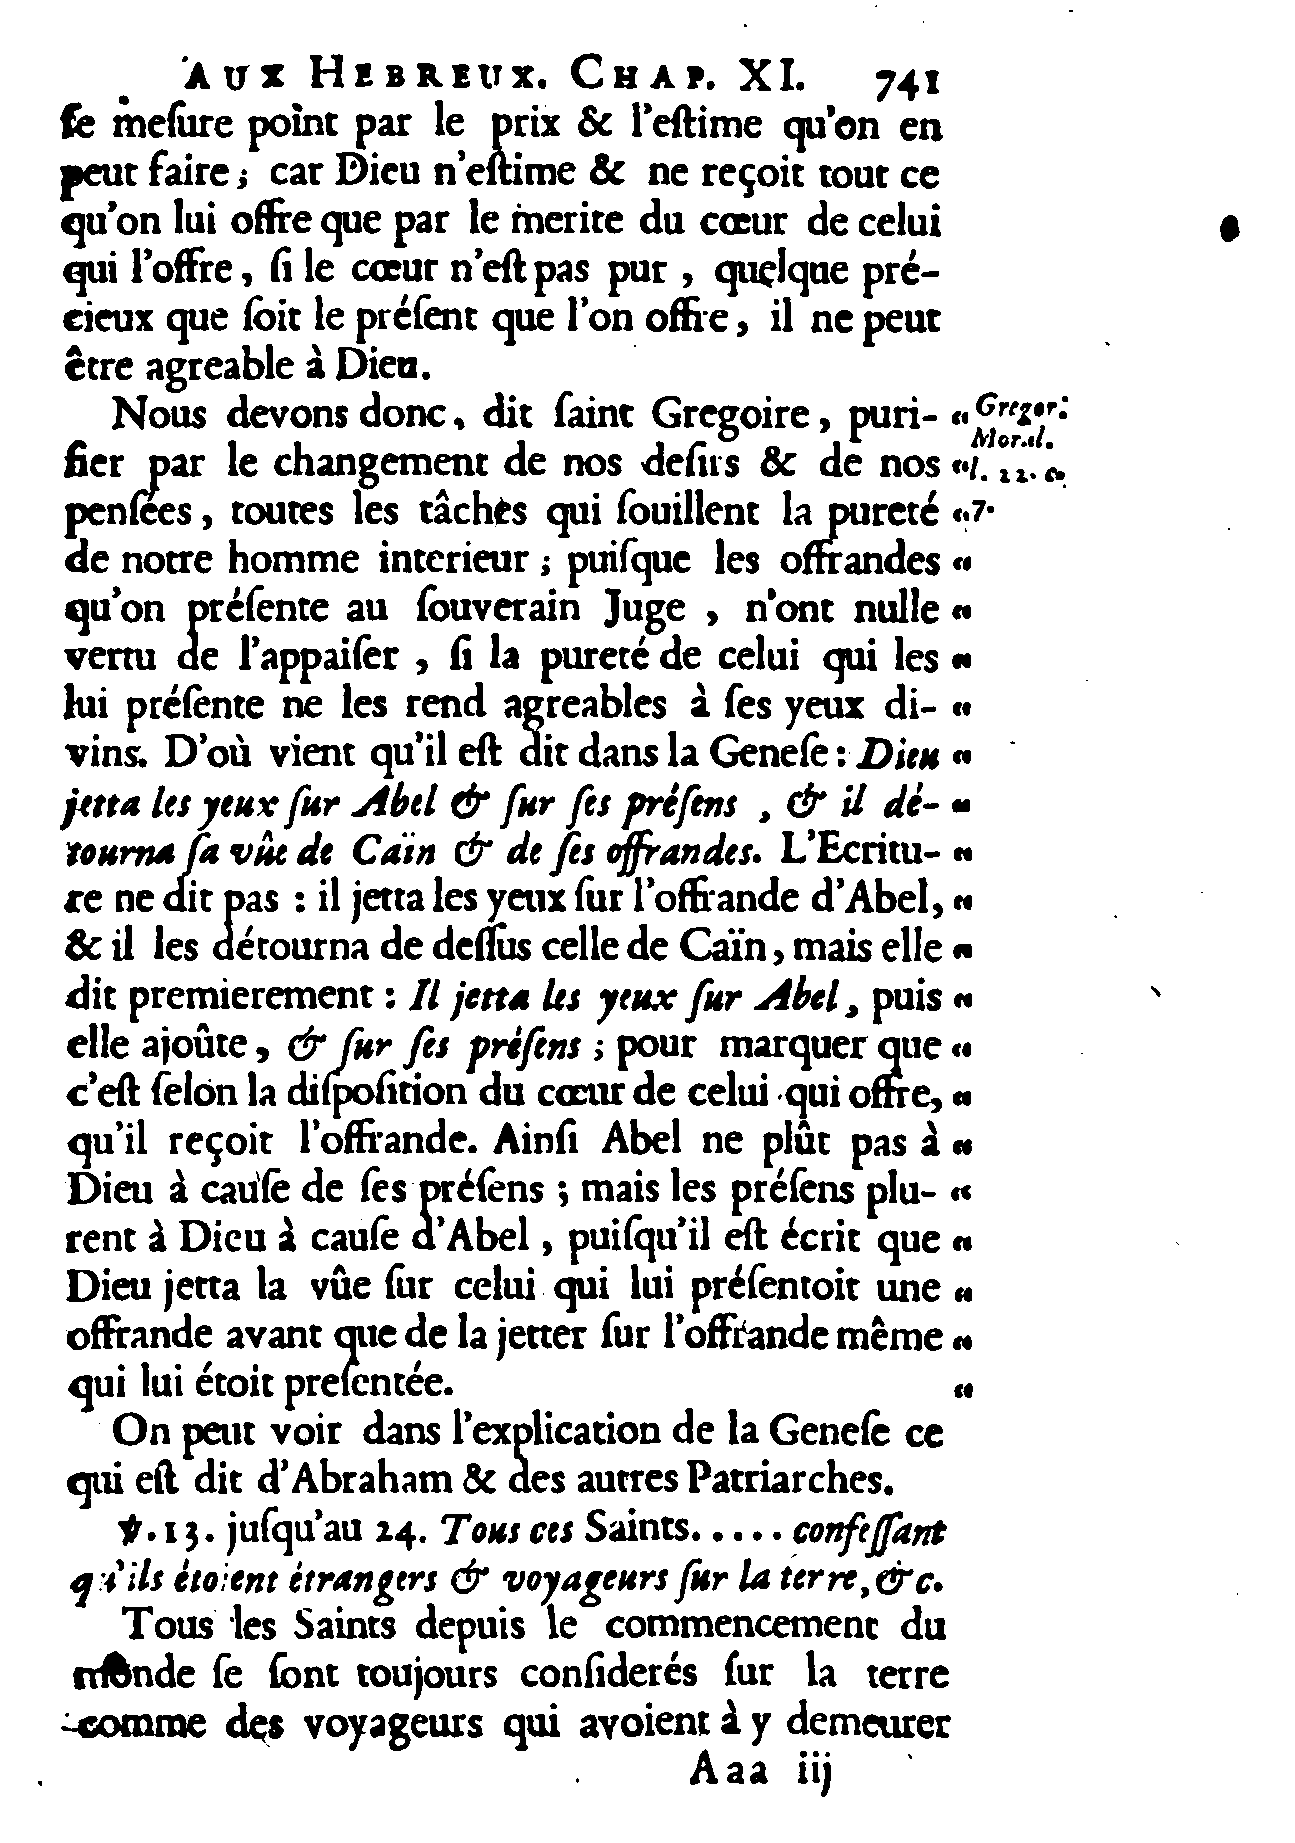 AUX HEBREUX. CHAP. XI. 741
ſe meſure point par le prix & l'eſtime qu'on en
peut faire; car Dieu n'eſtime & ne reçoit tout ce
qu'on lui offre que par le merite du cœur de celui
qui l'offre, ſi le cœur n'eſt pas pur, quelque pré-
cieux que ſoit le préſent que l'on offre, il ne peut
être agreable à Dieu.
Nous devons donc, dit ſaint Gregoire, puri- “ Gregor.
Moral.
fier par le changement de nos deſirs & de nos “ l. 22. c.
penſées, toutes les tâches qui ſouillent la pureté “ 7.
de notre homme interieur; puiſque les offrandes “
qu'on préſente au ſouverain Juge, n'ont nulle “
vertu de l'appaiſer, ſi la pureté de celui qui les “
lui préſente ne les rend agreables à ſes yeux di- “
vins. D'où vient qu'il eſt dit dans la Geneſe: Dieu “
jetta les yeux ſur Abel & ſur ſes préſens, & il dé- “
tourna ſa vûe de Caïn & de ſes offrandes. L'Ecritu- “
re ne dit pas: il jetta les yeux ſur l'offrande d'Abel, “
& il les détourna de deſſus celle de Caïn, mais elle “
dit premierement: Il jetta les yeux ſur Abel, puis “
elle ajoûte, & ſur ſes préſens; pour marquer que “
c'eſt ſelon la diſpoſition du cœur de celui qui offre, “
qu'il reçoit l'offrande. Ainſi Abel ne plût pas à “
Dieu à cauſe de ſes préſens; mais les préſens plu- “
rent à Dieu à cauſe d'Abel, puiſqu'il eſt écrit que “
Dieu jetta la vûe ſur celui qui lui préſentoit une “
offrande avant que de la jetter ſur l'offrande même “
qui lui étoit preſentée. “
On peut voir dans l'explication de la Geneſe ce
qui eſt dit d'Abraham & des autres Patriarches.
℣. 13. juſqu'au 24. Tous ces Saints..... confeſſant
qu'ils étoient étrangers & voyageurs ſur la terre, &c.
Tous les Saints depuis le commencement du
monde ſe ſont toujours conſiderés ſur la terre
comme des voyageurs qui avoient à y demeurer
Aaa iij